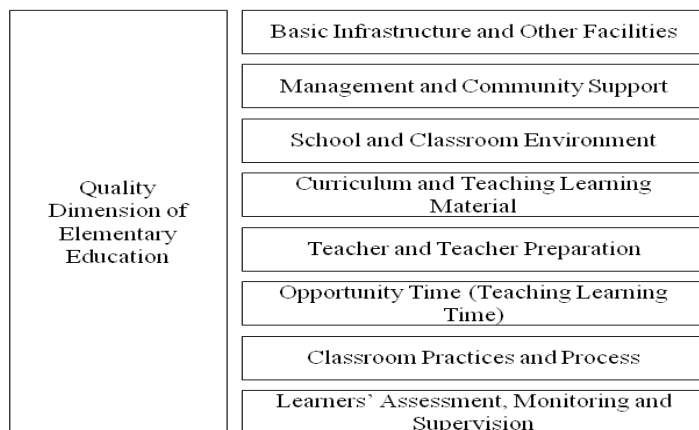 Quality
Dimension of
Elementary
Education
Basic Infrastructure and Other Facilities
Management and Community Support
School and Classroom Environment
Curriculum and Teaching Learning
Material
Teacher and Teacher Preparation
Opportunity Time (Teaching Learning
Time)
Classroom Practices and Process
Learners’ Assessment, Monitoring and
Supervision